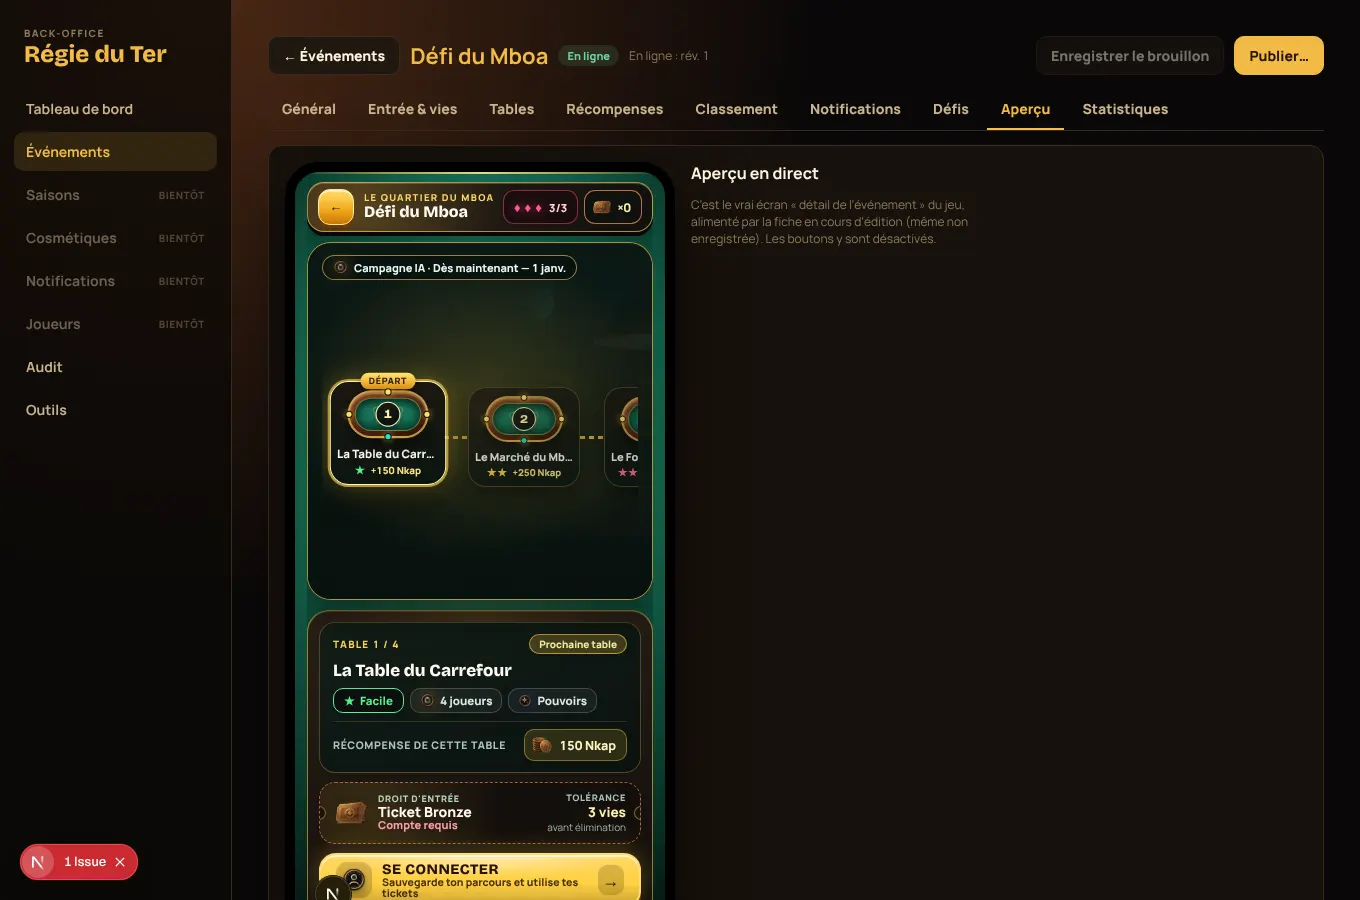 BACK-OFFICE
Régie du Ter
Tableau de bord
Événements
Saisons BIENTÔT
Cosmétiques BIENTÔT
Notifications BIENTÔT
Joueurs BIENTÔT
Audit
Outils
1 Issue ×
← Événements
Défi du Mboa
En ligne
En ligne : rév. 1
Enregistrer le brouillon
Publier…
Général
Entrée & vies
Tables
Récompenses
Classement
Notifications
Défis
Aperçu
Statistiques
←
LE QUARTIER DU MBOA
Défi du Mboa
♦♦♦ 3/3
×0
Campagne IA · Dès maintenant — 1 janv.
DÉPART
1
La Table du Carr…
★ +150 Nkap
2
Le Marché du Mb…
★★ +250 Nkap
Le Fo
★★
TABLE 1 / 4
Prochaine table
La Table du Carrefour
★ Facile
4 joueurs
Pouvoirs
RÉCOMPENSE DE CETTE TABLE
150 Nkap
DROIT D'ENTRÉE
Ticket Bronze
Compte requis
TOLÉRANCE
3 vies
avant élimination
SE CONNECTER
Sauvegarde ton parcours et utilise tes
tickets
→
N
Aperçu en direct
C'est le vrai écran « détail de l'événement » du jeu,
alimenté par la fiche en cours d'édition (même non
enregistrée). Les boutons y sont désactivés.